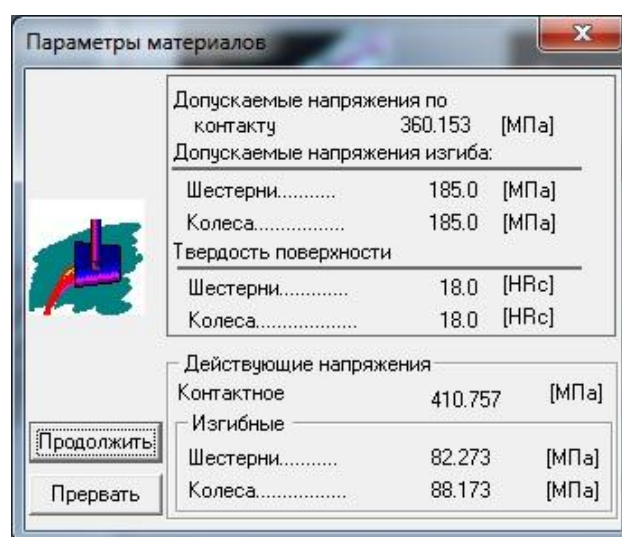 Параметры материалов
Допускаемые напряжения по
контакту 360.153 [МПа]
Допускаемые напряжения изгиба:
Шестерни........... 185.0 [МПа]
Колеса................. 185.0 [МПа]
Твердость поверхности
Шестерни............. 18.0 [HRc]
Колеса................... 18.0 [HRc]
Действующие напряжения
Контактное 410.757 [МПа]
Изгибные
Шестерни........... 82.273 [МПа]
Колеса................. 88.173 [МПа]
Продолжить
Прервать